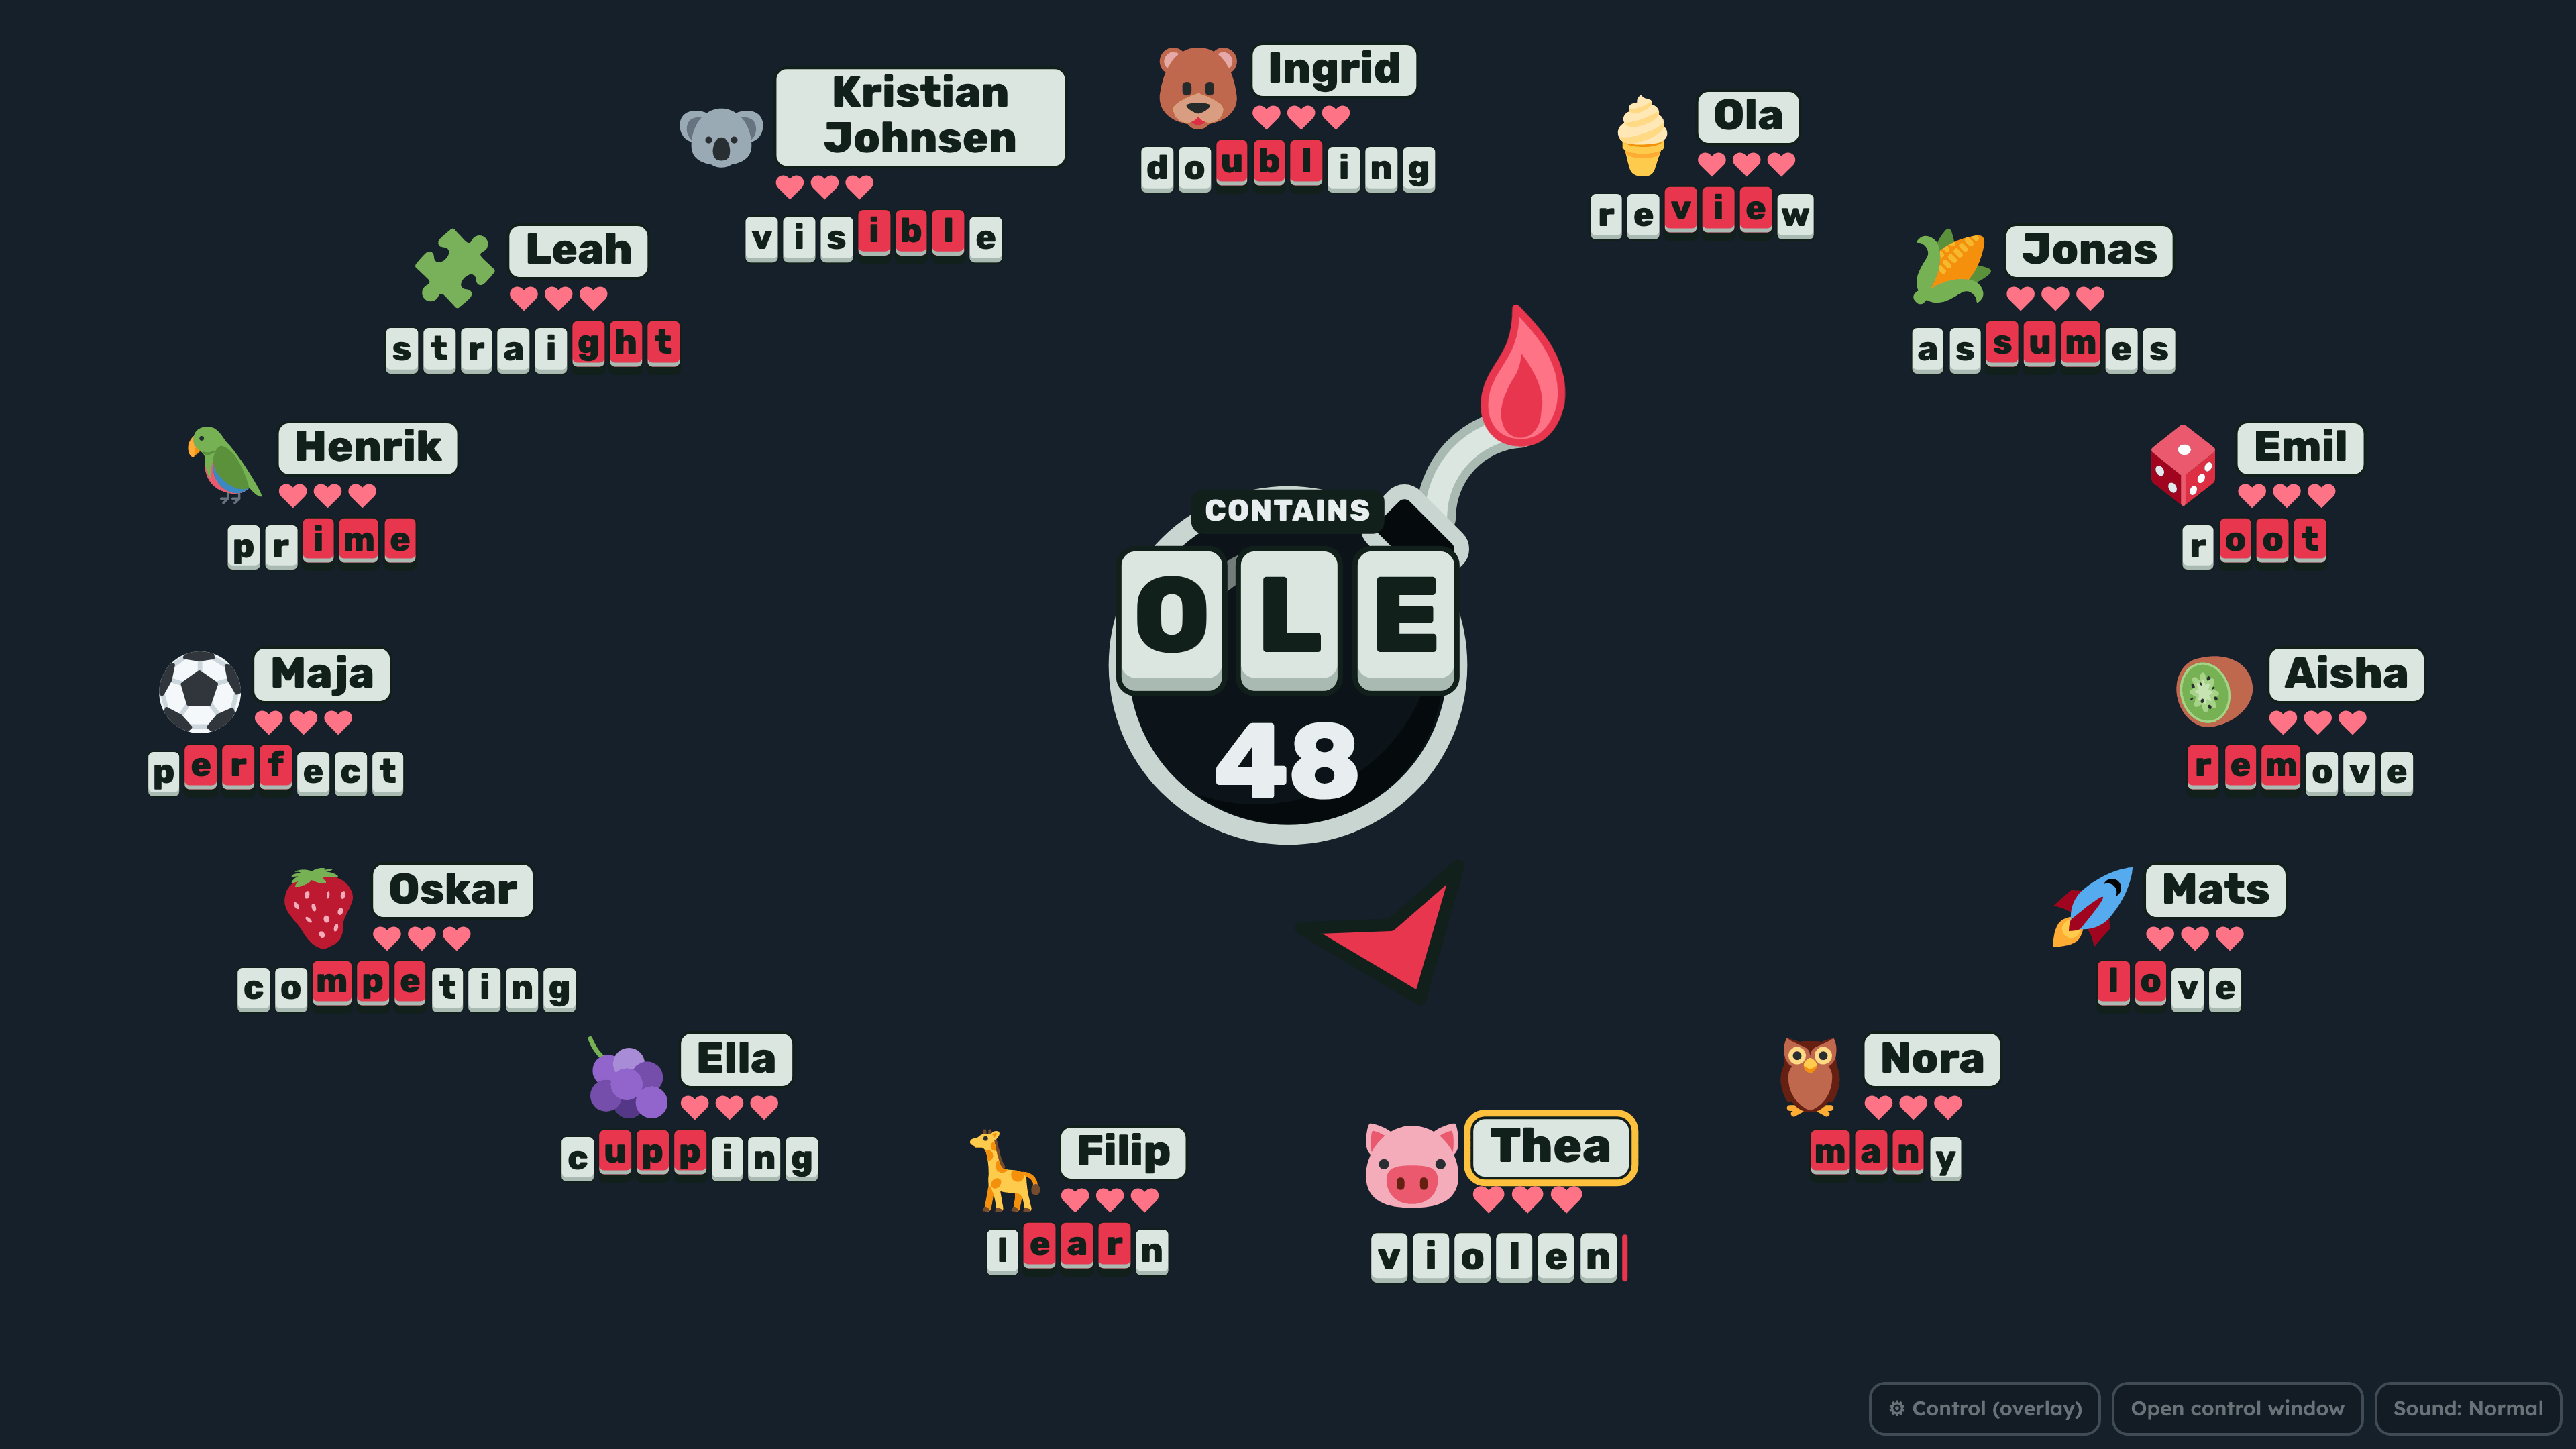 Ingrid
doubling
Kristian
Johnsen
visible
Ola
review
Leah
straight
Jonas
assumes
Henrik
prime
Emil
root
CONTAINS
OLE
48
Maja
perfect
Aisha
remove
Oskar
competing
Mats
love
Ella
cupping
Nora
many
Filip
learn
Thea
violen
⚙ Control (overlay)
Open control window
Sound: Normal